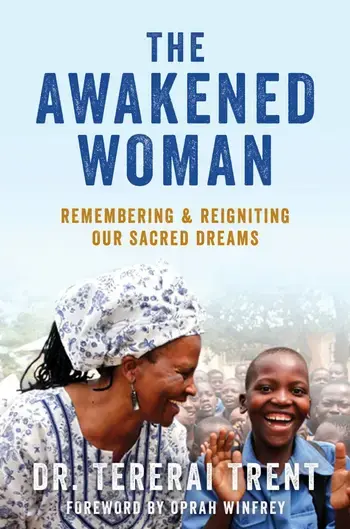 THE
AWAKENED
WOMAN
REMEMBERING & REIGNITING
OUR SACRED DREAMS
DR. TERERAI TRENT
FOREWORD BY OPRAH WINFREY